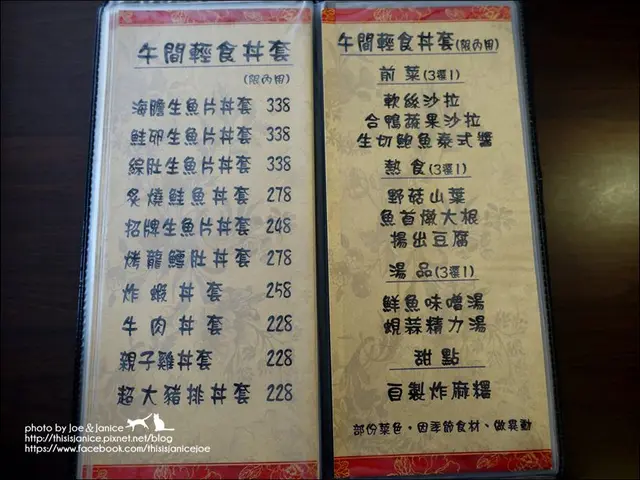 午間輕食丼套
(限內用)
海膽生魚片丼套 338
鮭卵生魚片丼套 338
綜肚生魚片丼套 338
炙燒鮭魚丼套 278
招牌生魚片丼套 248
烤龍鱈肚丼套 278
炸蝦丼套 258
牛肉丼套 228
親子雞丼套 228
超大豬排丼套 228
午間輕食丼套(限內用)
前菜(3選1)
軟絲沙拉
合鴨蔬果沙拉
生切鮑魚泰式醬
熱食(3選1)
野菇山葉
魚首燉大根
揚出豆腐
湯品(3選1)
鮮魚味噌湯
蜆蒜精力湯
甜點
自製炸麻糬
部份菜色,因季節食材、做異動
photo by Joe & Janice
http://thisisjanice.pixnet.net/blog
https://www.facebook.com/thisisjanicejoe